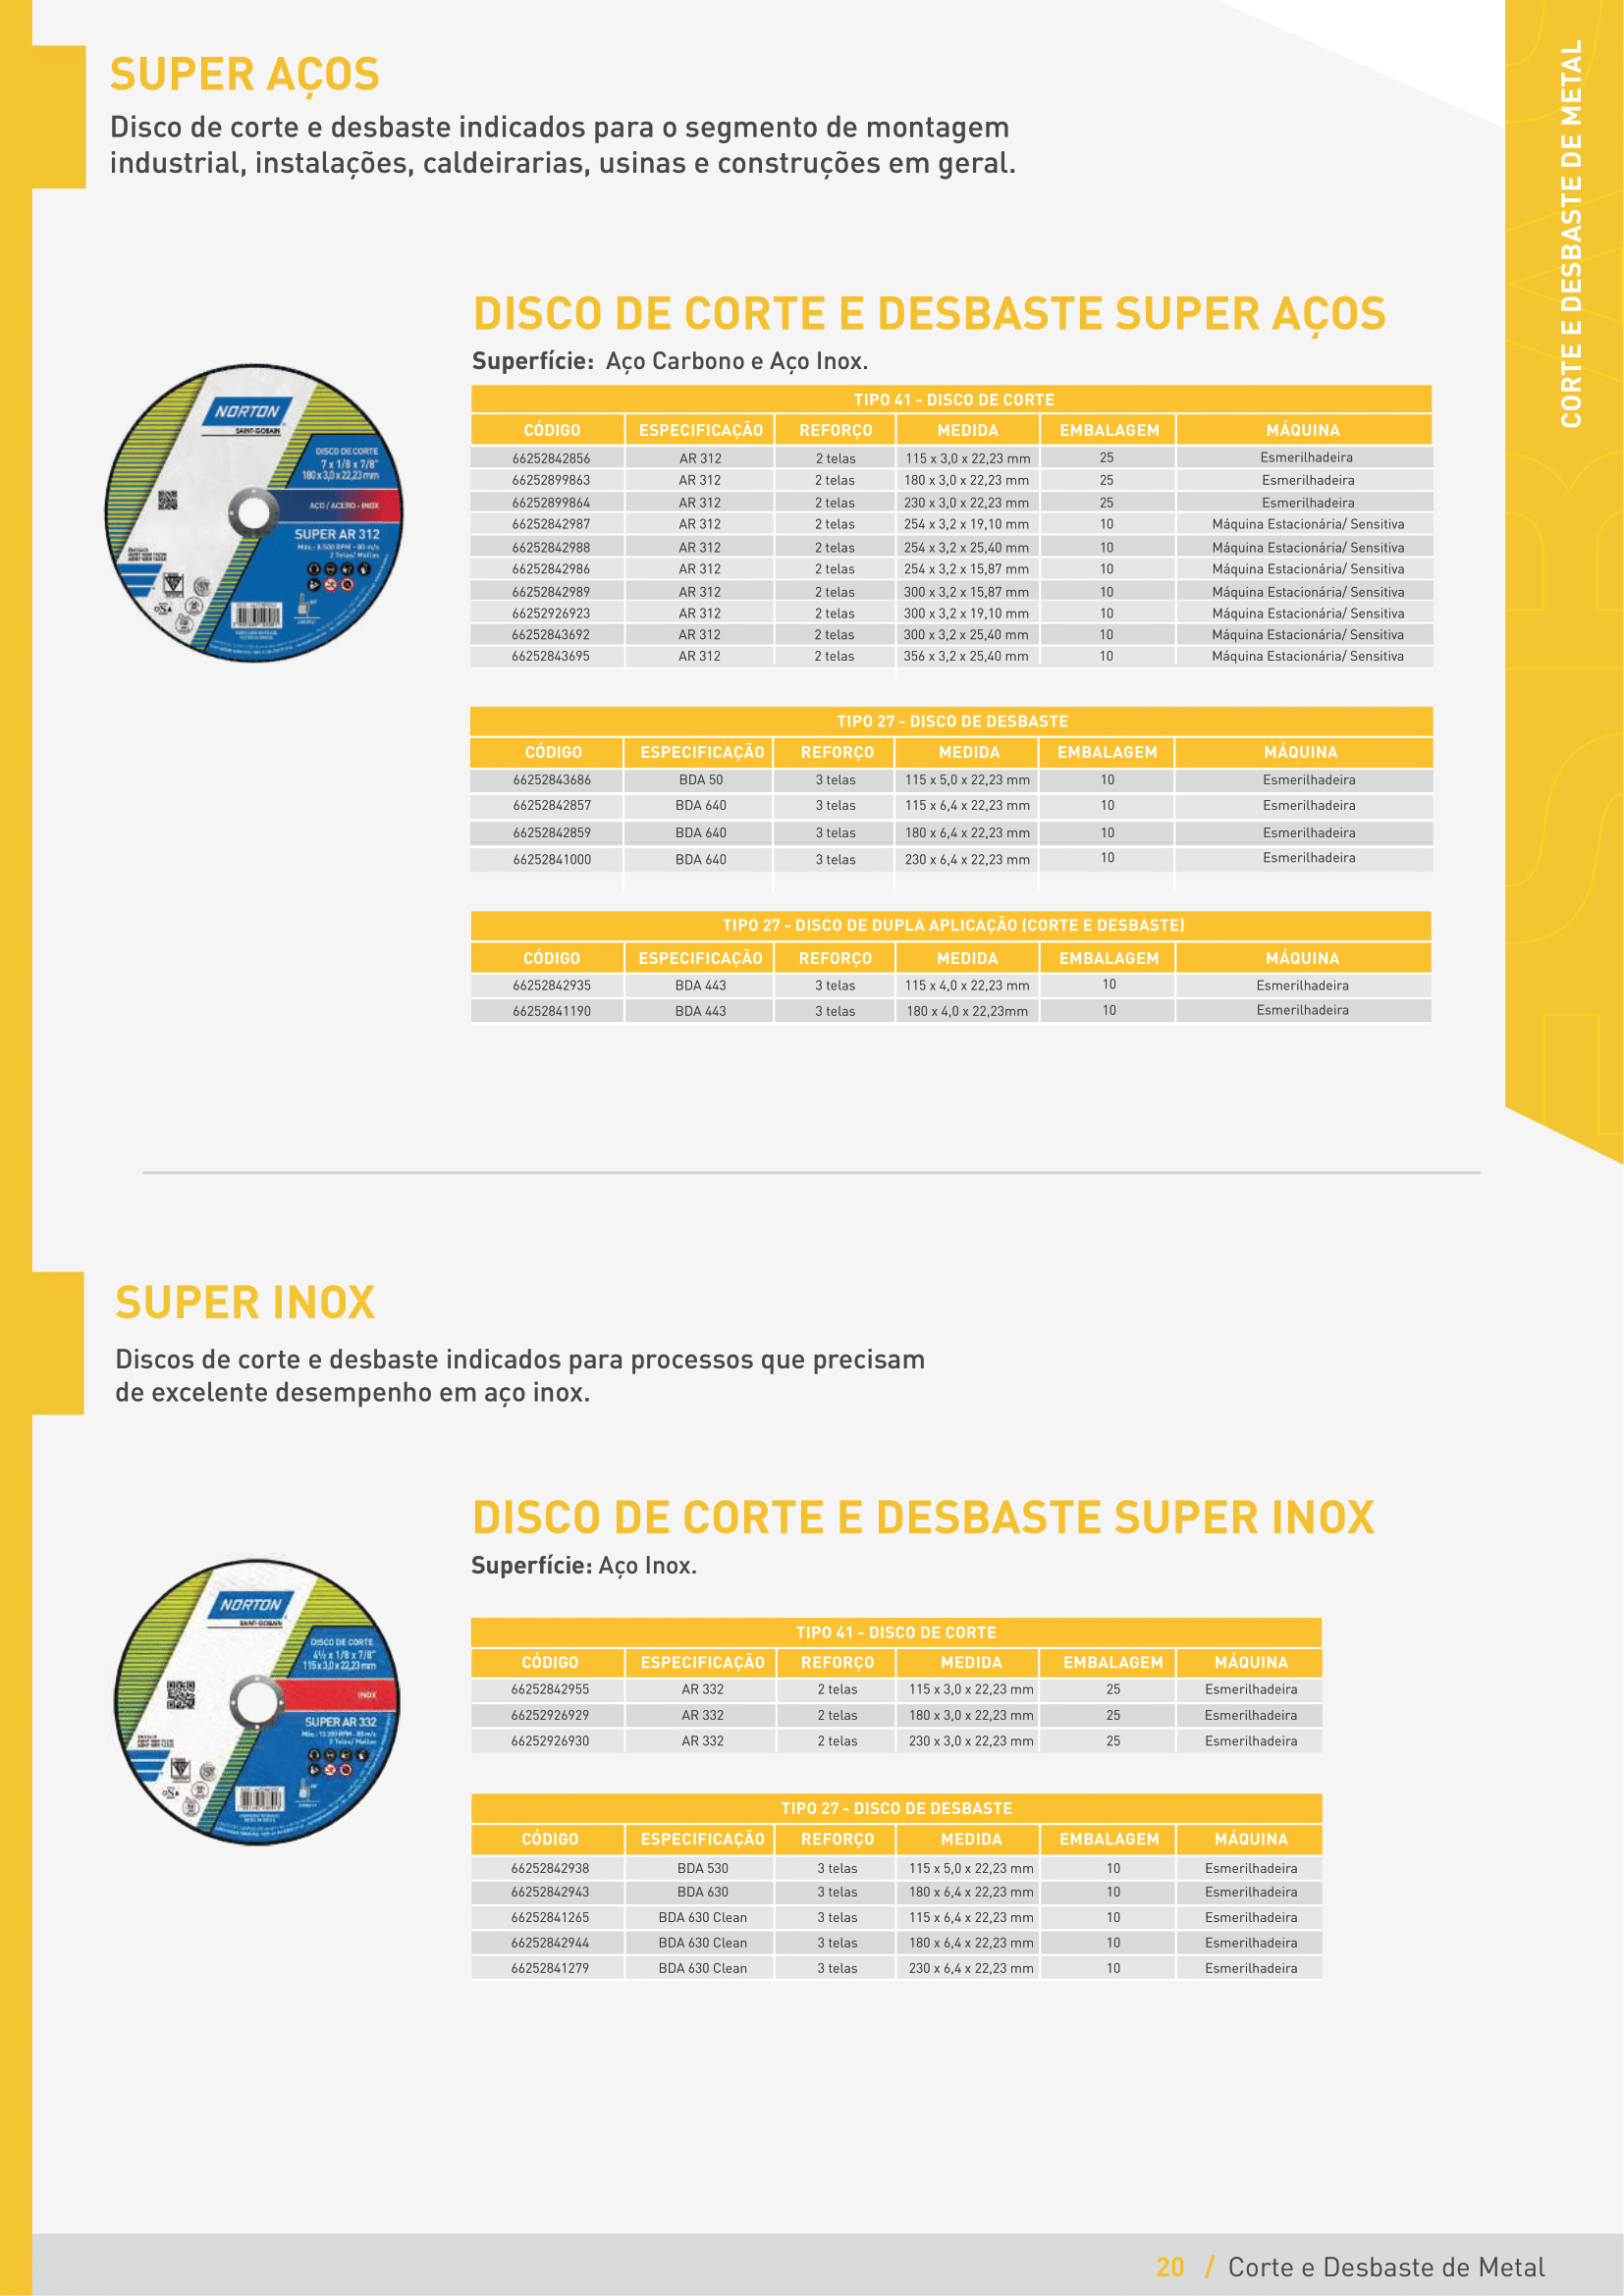 SUPER AÇOS
Disco de corte e desbaste indicados para o segmento de montagem
industrial, instalações, caldeirarias, usinas e construções em geral.
CORTE E DESBASTE DE METAL
DISCO DE CORTE E DESBASTE SUPER AÇOS
Superfície: Aço Carbono e Aço Inox.
NORTON
SAINT-GOBAIN
DISCO DE CORTE
7 x 1/8 x 7/8"
180 x 3,0 x 22,23 mm
AÇO / ACERO - INOX
SUPER AR 312
Máx.: 8.500 RPM - 80 m/s
2 Telas/ Mallas
TIPO 41 - DISCO DE CORTE
CÓDIGO ESPECIFICAÇÃO REFORÇO MEDIDA EMBALAGEM MÁQUINA
66252842856 AR 312 2 telas 115 x 3,0 x 22,23 mm 25 Esmerilhadeira
66252899863 AR 312 2 telas 180 x 3,0 x 22,23 mm 25 Esmerilhadeira
66252899864 AR 312 2 telas 230 x 3,0 x 22,23 mm 25 Esmerilhadeira
66252842987 AR 312 2 telas 254 x 3,2 x 19,10 mm 10 Máquina Estacionária/ Sensitiva
66252842988 AR 312 2 telas 254 x 3,2 x 25,40 mm 10 Máquina Estacionária/ Sensitiva
66252842986 AR 312 2 telas 254 x 3,2 x 15,87 mm 10 Máquina Estacionária/ Sensitiva
66252842989 AR 312 2 telas 300 x 3,2 x 15,87 mm 10 Máquina Estacionária/ Sensitiva
66252926923 AR 312 2 telas 300 x 3,2 x 19,10 mm 10 Máquina Estacionária/ Sensitiva
66252843692 AR 312 2 telas 300 x 3,2 x 25,40 mm 10 Máquina Estacionária/ Sensitiva
66252843695 AR 312 2 telas 356 x 3,2 x 25,40 mm 10 Máquina Estacionária/ Sensitiva
TIPO 27 - DISCO DE DESBASTE
CÓDIGO ESPECIFICAÇÃO REFORÇO MEDIDA EMBALAGEM MÁQUINA
66252843686 BDA 50 3 telas 115 x 5,0 x 22,23 mm 10 Esmerilhadeira
66252842857 BDA 640 3 telas 115 x 6,4 x 22,23 mm 10 Esmerilhadeira
66252842859 BDA 640 3 telas 180 x 6,4 x 22,23 mm 10 Esmerilhadeira
66252841000 BDA 640 3 telas 230 x 6,4 x 22,23 mm 10 Esmerilhadeira
TIPO 27 - DISCO DE DUPLA APLICAÇÃO (CORTE E DESBASTE)
CÓDIGO ESPECIFICAÇÃO REFORÇO MEDIDA EMBALAGEM MÁQUINA
66252842935 BDA 443 3 telas 115 x 4,0 x 22,23 mm 10 Esmerilhadeira
66252841190 BDA 443 3 telas 180 x 4,0 x 22,23mm 10 Esmerilhadeira
SUPER INOX
Discos de corte e desbaste indicados para processos que precisam
de excelente desempenho em aço inox.
DISCO DE CORTE E DESBASTE SUPER INOX
Superfície: Aço Inox.
NORTON
SAINT-GOBAIN
DISCO DE CORTE
4½ x 1/8 x 7/8"
115 x 3,0 x 22,23 mm
INOX
SUPER AR 332
2 Telas/ Mallas
TIPO 41 - DISCO DE CORTE
CÓDIGO ESPECIFICAÇÃO REFORÇO MEDIDA EMBALAGEM MÁQUINA
66252842955 AR 332 2 telas 115 x 3,0 x 22,23 mm 25 Esmerilhadeira
66252926929 AR 332 2 telas 180 x 3,0 x 22,23 mm 25 Esmerilhadeira
66252926930 AR 332 2 telas 230 x 3,0 x 22,23 mm 25 Esmerilhadeira
TIPO 27 - DISCO DE DESBASTE
CÓDIGO ESPECIFICAÇÃO REFORÇO MEDIDA EMBALAGEM MÁQUINA
66252842938 BDA 530 3 telas 115 x 5,0 x 22,23 mm 10 Esmerilhadeira
66252842943 BDA 630 3 telas 180 x 6,4 x 22,23 mm 10 Esmerilhadeira
66252841265 BDA 630 Clean 3 telas 115 x 6,4 x 22,23 mm 10 Esmerilhadeira
66252842944 BDA 630 Clean 3 telas 180 x 6,4 x 22,23 mm 10 Esmerilhadeira
66252841279 BDA 630 Clean 3 telas 230 x 6,4 x 22,23 mm 10 Esmerilhadeira
20 / Corte e Desbaste de Metal